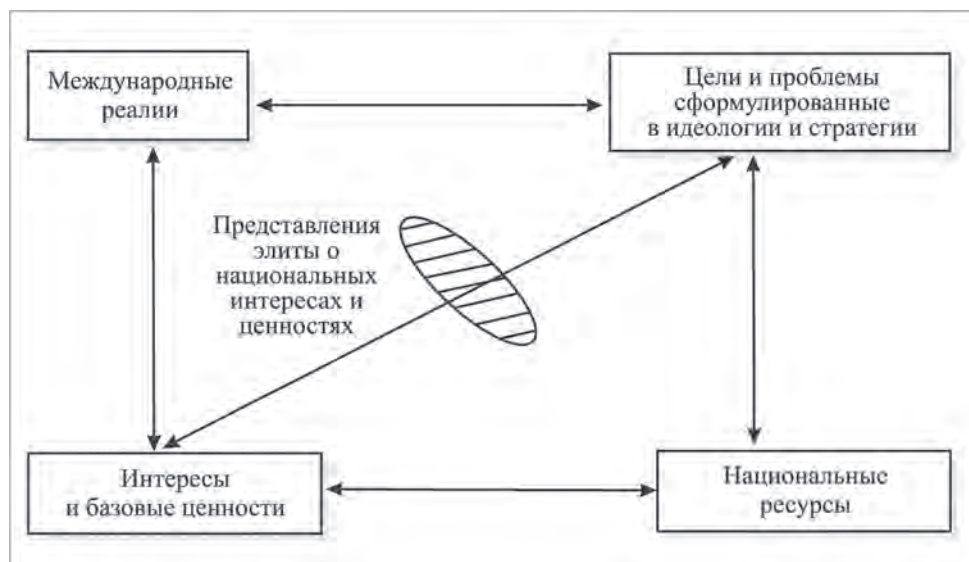 Международные
реалии
Цели и проблемы
сформулированные
в идеологии и стратегии
Представления
элиты о
национальных
интересах и
ценностях
Интересы
и базовые ценности
Национальные
ресурсы